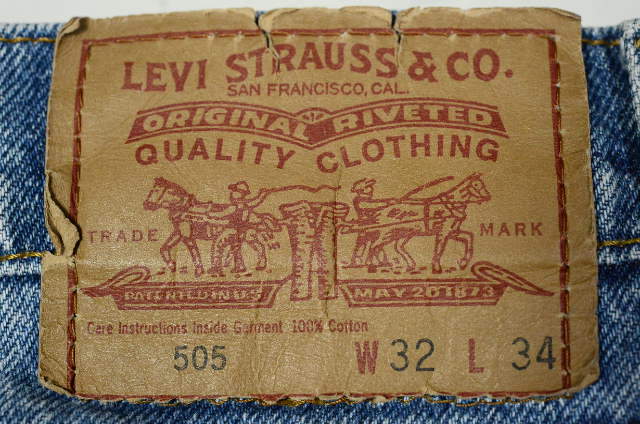 LEVI STRAUSS & CO.
SAN FRANCISCO, CAL.
ORIGINAL RIVETED
QUALITY CLOTHING
TRADE MARK
PATENTED IN U.S. MAY 20 1873
Care Instructions Inside Garment 100% Cotton
505 W 32 L 34